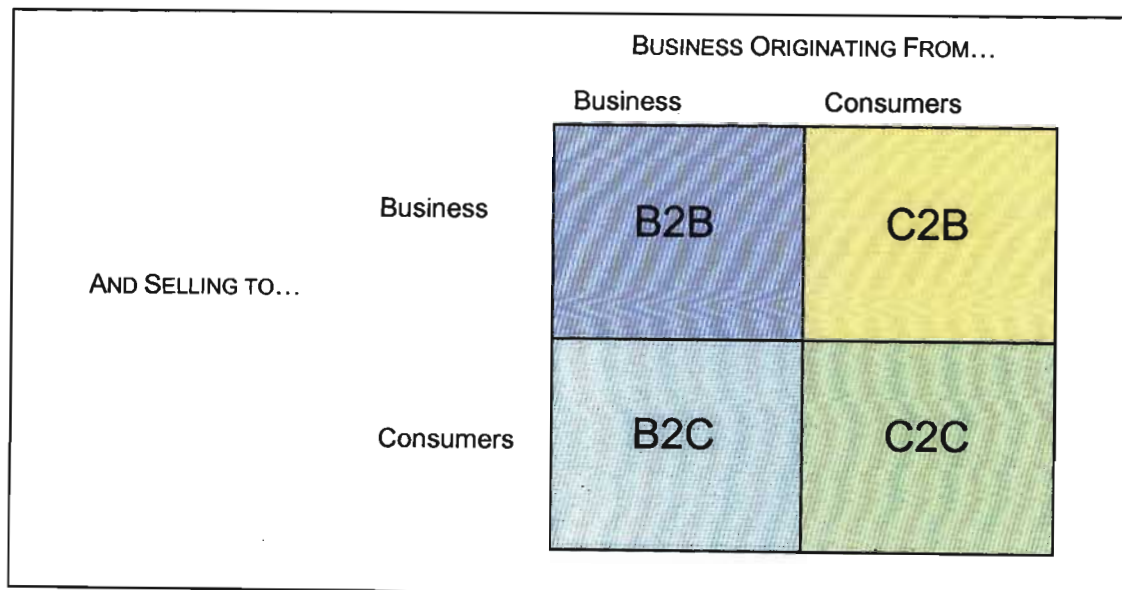 BUSINESS ORIGINATING FROM...
Business Consumers
Business B2B C2B
AND SELLING TO...
Consumers B2C C2C